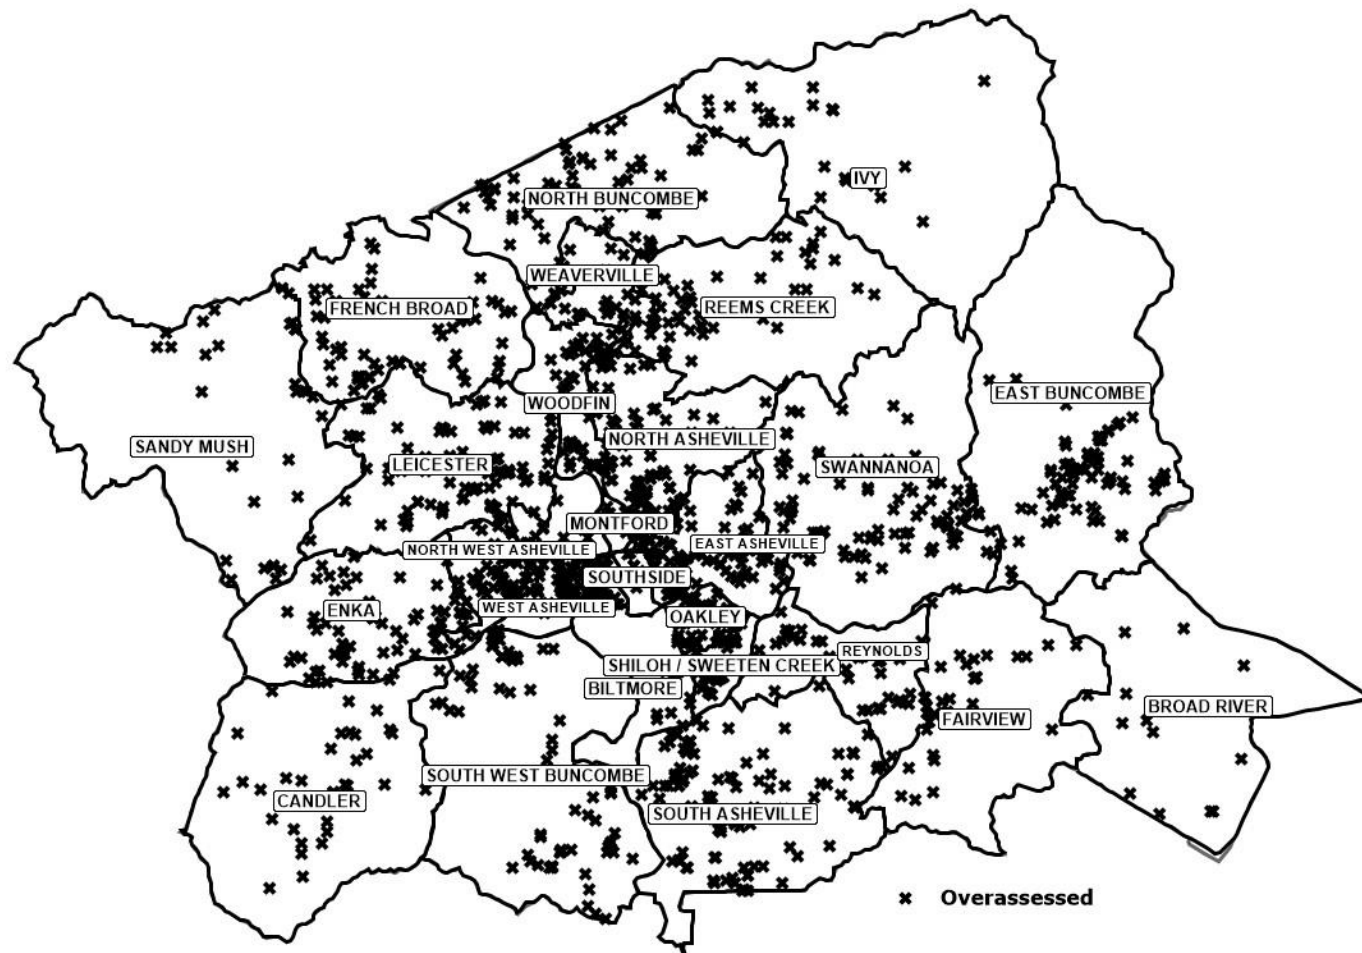 IVY
NORTH BUNCOMBE
WEAVERVILLE
REEMS CREEK
FRENCH BROAD
EAST BUNCOMBE
WOODFIN
NORTH ASHEVILLE
SANDY MUSH
LEICESTER
SWANNANOA
MONTFORD
EAST ASHEVILLE
NORTH WEST ASHEVILLE
SOUTHSIDE
ENKA
WEST ASHEVILLE
OAKLEY
REYNOLDS
SHILOH / SWEETEN CREEK
BILTMORE
BROAD RIVER
FAIRVIEW
SOUTH WEST BUNCOMBE
CANDLER
SOUTH ASHEVILLE
Overassessed